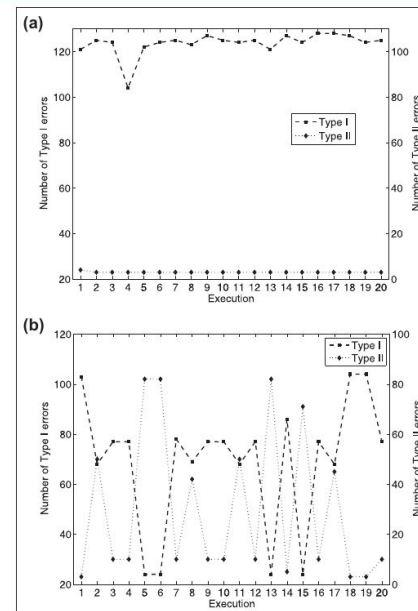 (a)
120
100
80
60
40
20
Number of Type I errors
100
80
60
40
20
0
Number of Type II errors
Type I
Type II
1 2 3 4 5 6 7 8 9 10 11 12 13 14 15 16 17 18 19 20
Execution
(b)
120
100
80
60
40
20
Number of Type I errors
100
80
60
40
20
0
Number of Type II errors
Type I
Type II
1 2 3 4 5 6 7 8 9 10 11 12 13 14 15 16 17 18 19 20
Execution